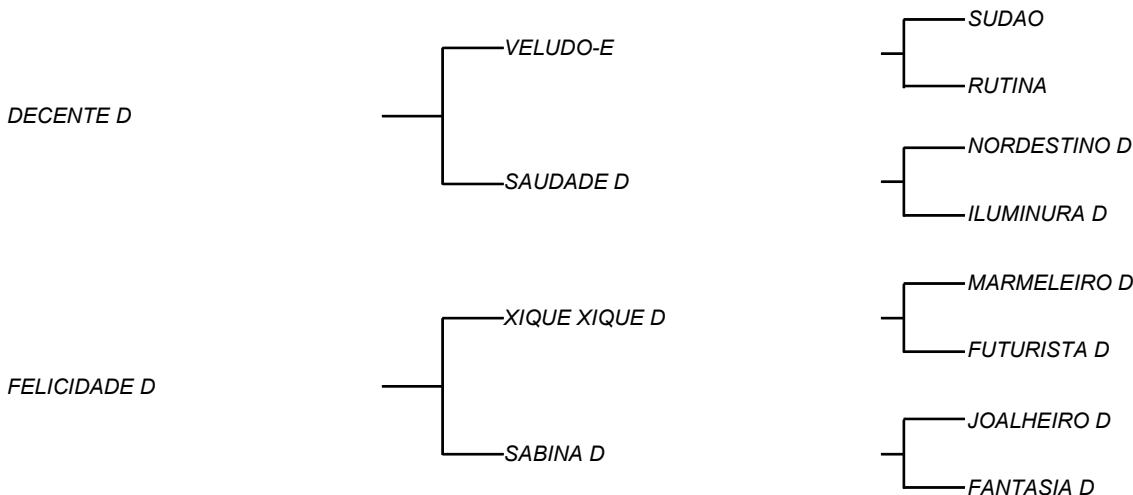 SUDAO
VELUDO-E
RUTINA
DECENTE D
NORDESTINO D
SAUDADE D
ILUMINURA D
MARMELEIRO D
XIQUE XIQUE D
FUTURISTA D
FELICIDADE D
JOALHEIRO D
SABINA D
FANTASIA D